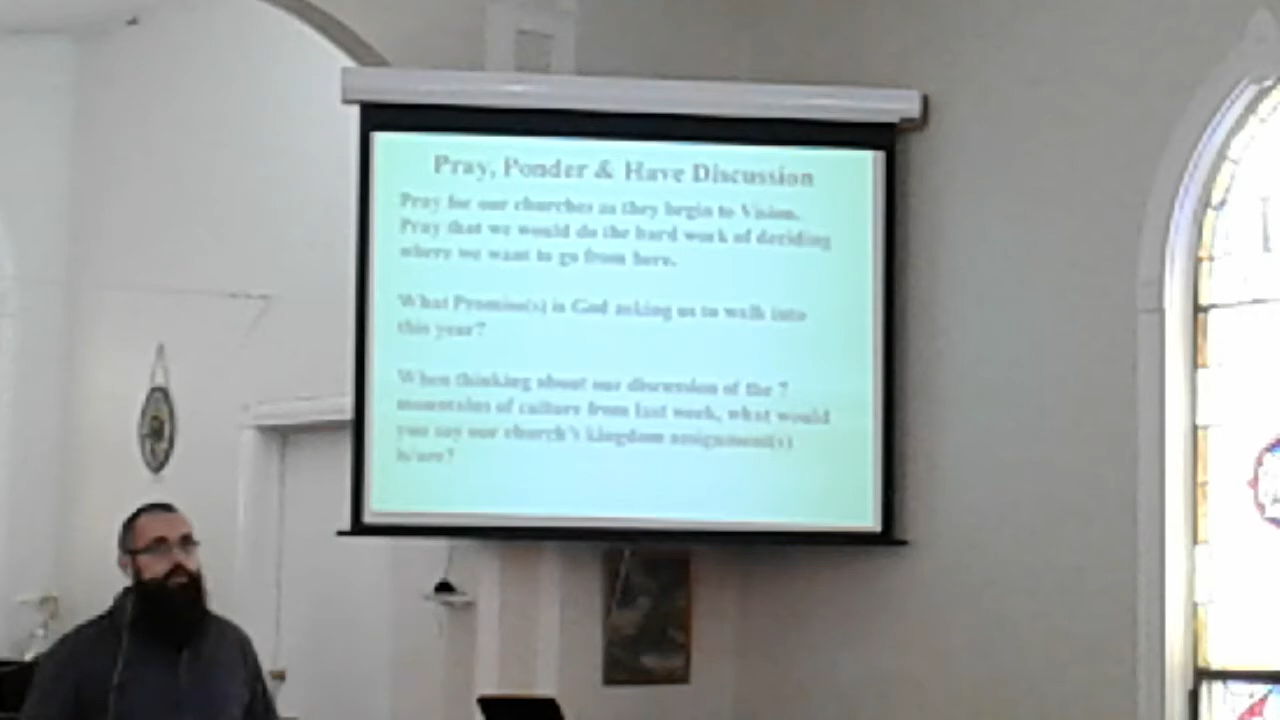 Pray, Ponder & Have Discussion
Pray for our churches as they begin to Vision.
Pray that we would do the hard work of deciding
where we want to go from here.
What Promise(s) is God asking us to walk into
this year?
When thinking about our discussion of the 7
mountains of culture from last week, what would
you say our church's kingdom assignment(s)
is/are?